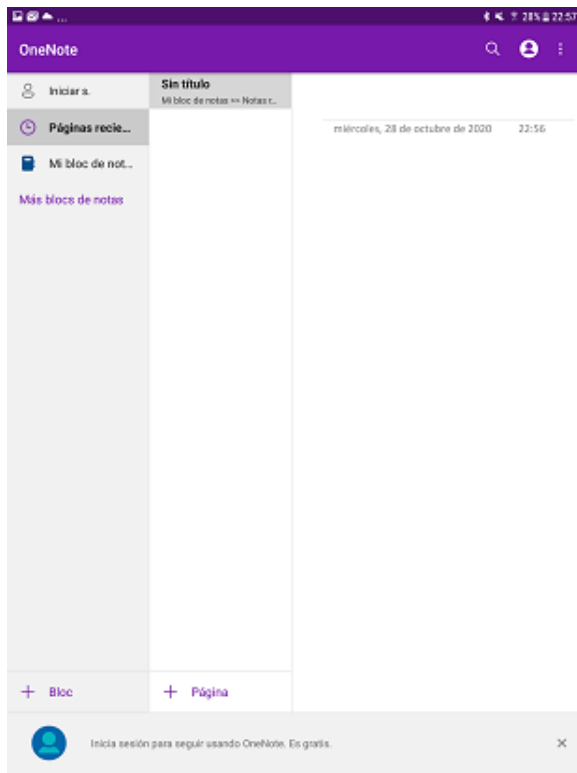 28% 22:57
OneNote
Iniciar s.
Páginas recie...
Mi bloc de not...
Más blocs de notas
Sin título
Mi bloc de notas »» Notas r...
miércoles, 28 de octubre de 2020 22:56
+ Bloc
+ Página
Inicia sesión para seguir usando OneNote. Es gratis.